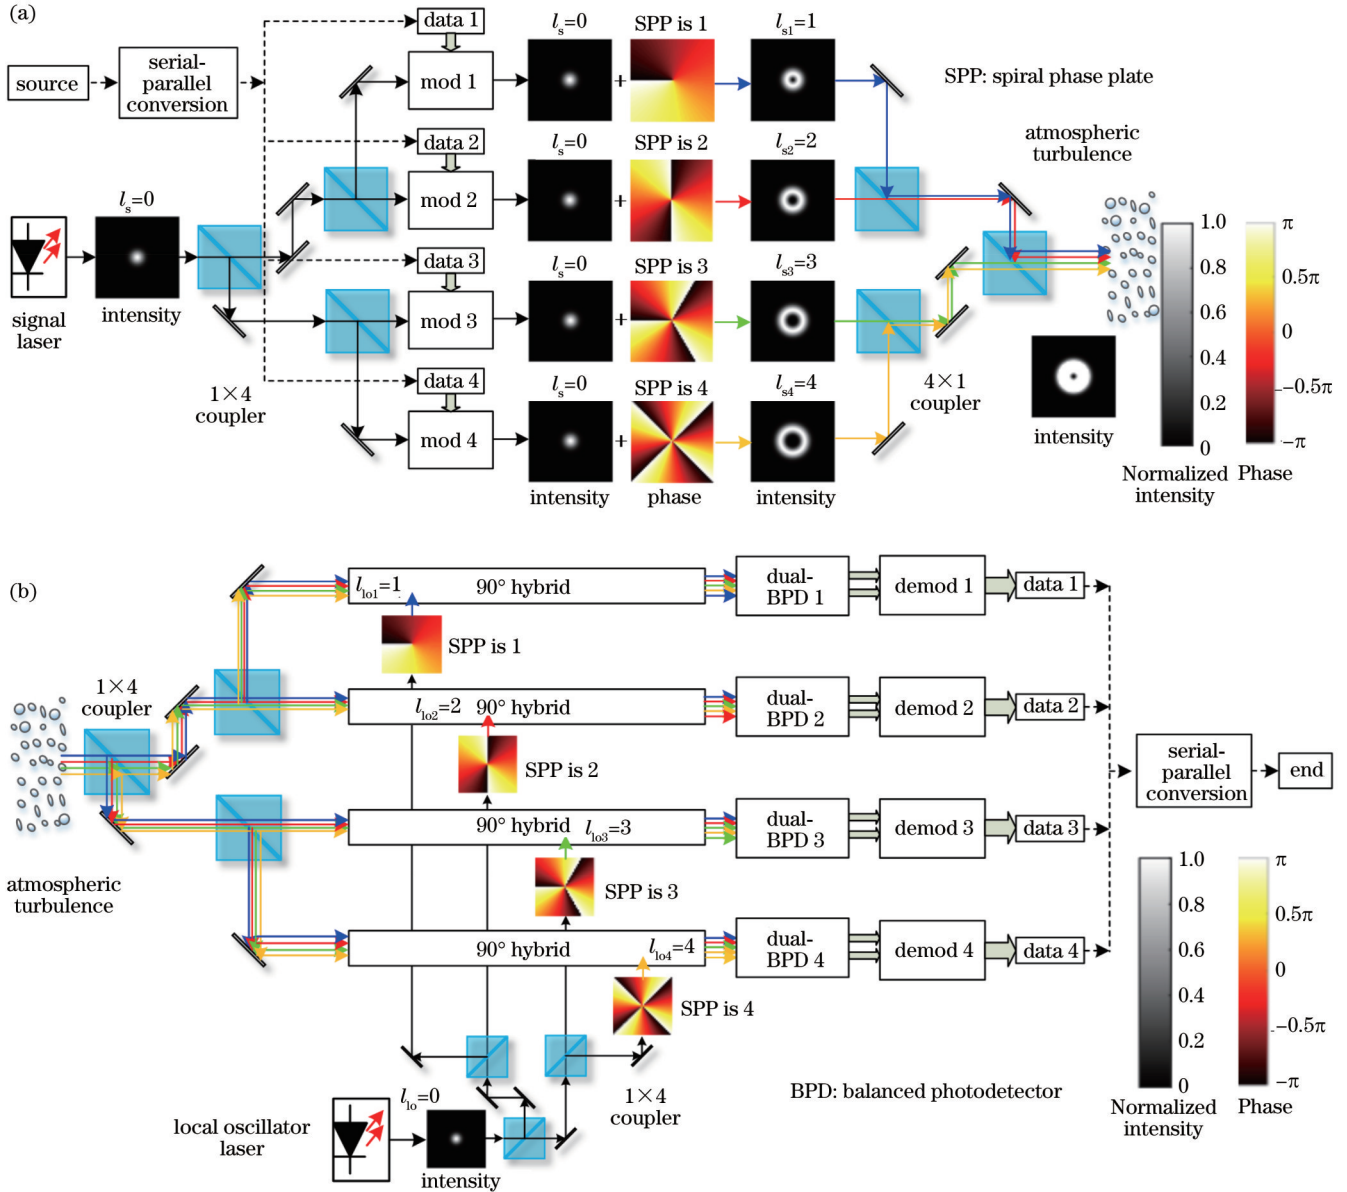 (a)
source
serial-
parallel
conversion
data 1
mod 1
lₛ=0
+
SPP is 1
lₛ₁=1
SPP: spiral phase plate
data 2
mod 2
lₛ=0
+
SPP is 2
lₛ₂=2
atmospheric
turbulence
lₛ=0
intensity
signal
laser
data 3
mod 3
lₛ=0
+
SPP is 3
lₛ₃=3
1×4
coupler
data 4
mod 4
lₛ=0
intensity
+
SPP is 4
phase
lₛ₄=4
intensity
4×1
coupler
intensity
1.0
0.8
0.6
0.4
0.2
0
Normalized
intensity
π
0.5π
0
−0.5π
−π
Phase
(b)
atmospheric
turbulence
1×4
coupler
l_lo1=1
90° hybrid
SPP is 1
dual-
BPD 1
demod 1
data 1
l_lo2=2
90° hybrid
SPP is 2
dual-
BPD 2
demod 2
data 2
90° hybrid
l_lo3=3
SPP is 3
dual-
BPD 3
demod 3
data 3
90° hybrid
l_lo4=4
SPP is 4
dual-
BPD 4
demod 4
data 4
serial-
parallel
conversion
end
local oscillator
laser
l_lo=0
intensity
1×4
coupler
BPD: balanced photodetector
1.0
0.8
0.6
0.4
0.2
0
Normalized
intensity
π
0.5π
0
−0.5π
−π
Phase